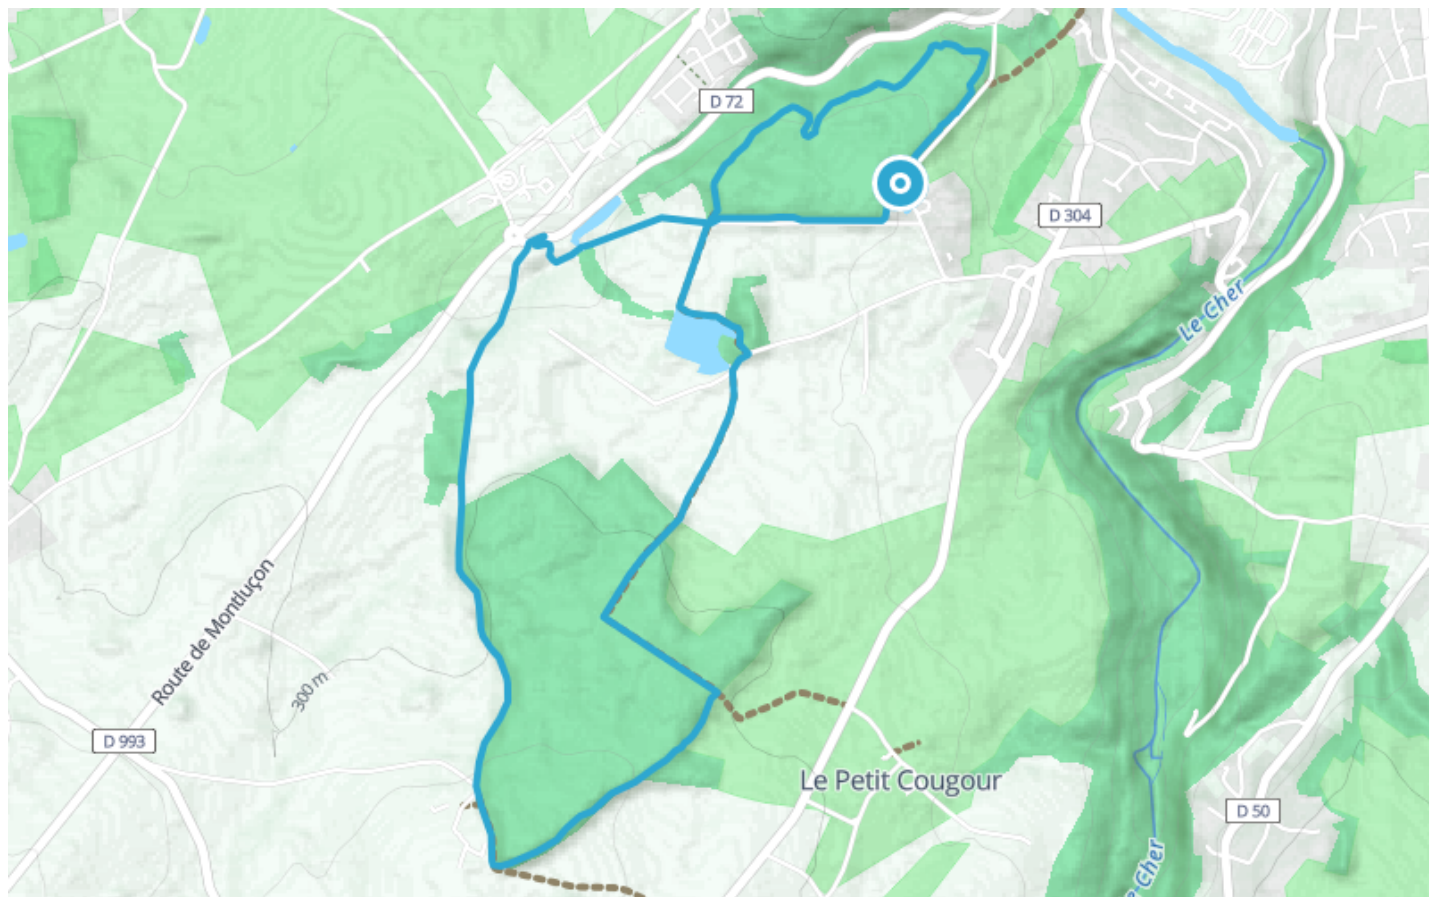 D 72
D 304
Le Cher
Route de Montluçon
300 m
D 993
Le Petit Cougour
D 50
e-Cher